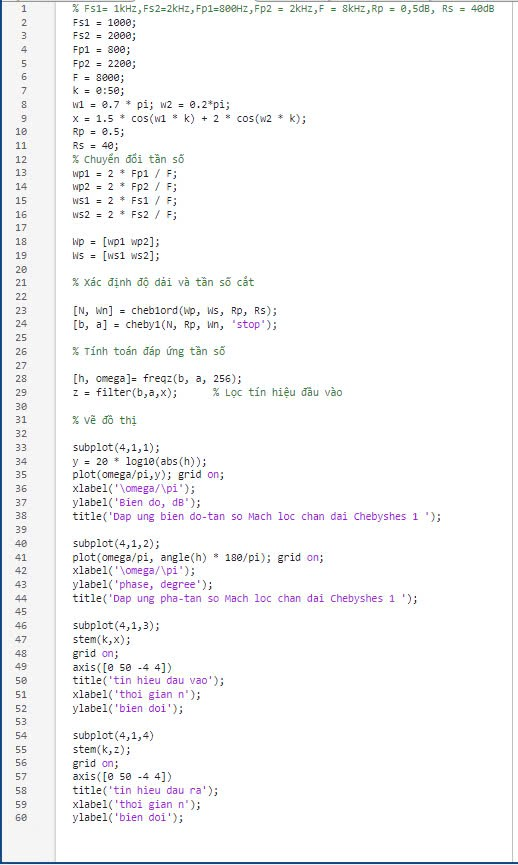 1 % Fs1= 1kHz,Fs2=2kHz,Fp1=800Hz,Fp2 = 2kHz,F = 8kHz,Rp = 0,5dB, Rs = 40dB
2 Fs1 = 1000;
3 Fs2 = 2000;
4 Fp1 = 800;
5 Fp2 = 2200;
6 F = 8000;
7 k = 0:50;
8 w1 = 0.7 * pi; w2 = 0.2*pi;
9 x = 1.5 * cos(w1 * k) + 2 * cos(w2 * k);
10 Rp = 0.5;
11 Rs = 40;
12 % Chuyển đổi tần số
13 wp1 = 2 * Fp1 / F;
14 wp2 = 2 * Fp2 / F;
15 ws1 = 2 * Fs1 / F;
16 ws2 = 2 * Fs2 / F;
17
18 Wp = [wp1 wp2];
19 Ws = [ws1 ws2];
20
21 % Xác định độ dải và tần số cắt
22
23 [N, Wn] = cheb1ord(Wp, Ws, Rp, Rs);
24 [b, a] = cheby1(N, Rp, Wn, 'stop');
25
26 % Tính toán đáp ứng tần số
27
28 [h, omega]= freqz(b, a, 256);
29 z = filter(b,a,x); % Lọc tín hiệu đầu vào
30
31 % Vẽ đồ thị
32
33 subplot(4,1,1);
34 y = 20 * log10(abs(h));
35 plot(omega/pi,y); grid on;
36 xlabel('\omega/\pi');
37 ylabel('Bien do, dB');
38 title('Dap ung bien do-tan so Mach loc chan dai Chebyshes 1 ');
39
40 subplot(4,1,2);
41 plot(omega/pi, angle(h) * 180/pi); grid on;
42 xlabel('\omega/\pi');
43 ylabel('phase, degree');
44 title('Dap ung pha-tan so Mach loc chan dai Chebyshes 1 ');
45
46 subplot(4,1,3);
47 stem(k,x);
48 grid on;
49 axis([0 50 -4 4])
50 title('tin hieu dau vao');
51 xlabel('thoi gian n');
52 ylabel('bien doi');
53
54 subplot(4,1,4)
55 stem(k,z);
56 grid on;
57 axis([0 50 -4 4])
58 title('tin hieu dau ra');
59 xlabel('thoi gian n');
60 ylabel('bien doi');